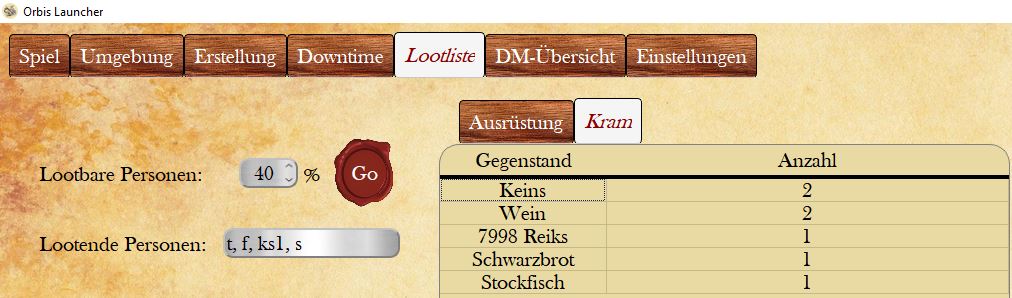 Orbis Launcher
Spiel Umgebung Erstellung Downtime Lootliste DM-Übersicht Einstellungen
Ausrüstung Kram
Lootbare Personen: 40 % Go
Lootende Personen: t, f, ks1, s
Gegenstand Anzahl
Keins 2
Wein 2
7998 Reiks 1
Schwarzbrot 1
Stockfisch 1